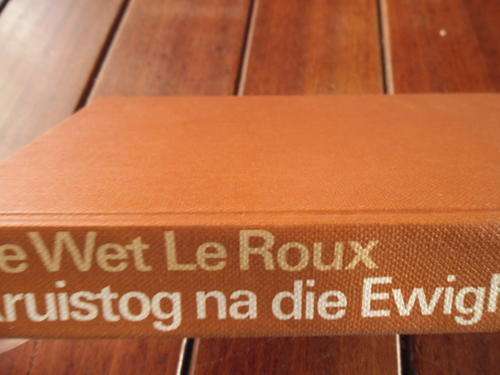 e Wet Le Roux
ruistog na die Ewigh